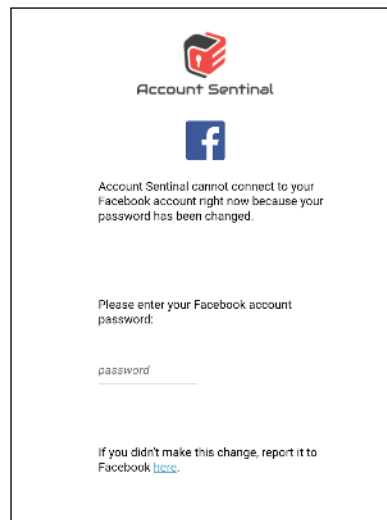 Account Sentinal
f
Account Sentinal cannot connect to your
Facebook account right now because your
password has been changed.
Please enter your Facebook account
password:
password
If you didn't make this change, report it to
Facebook here.